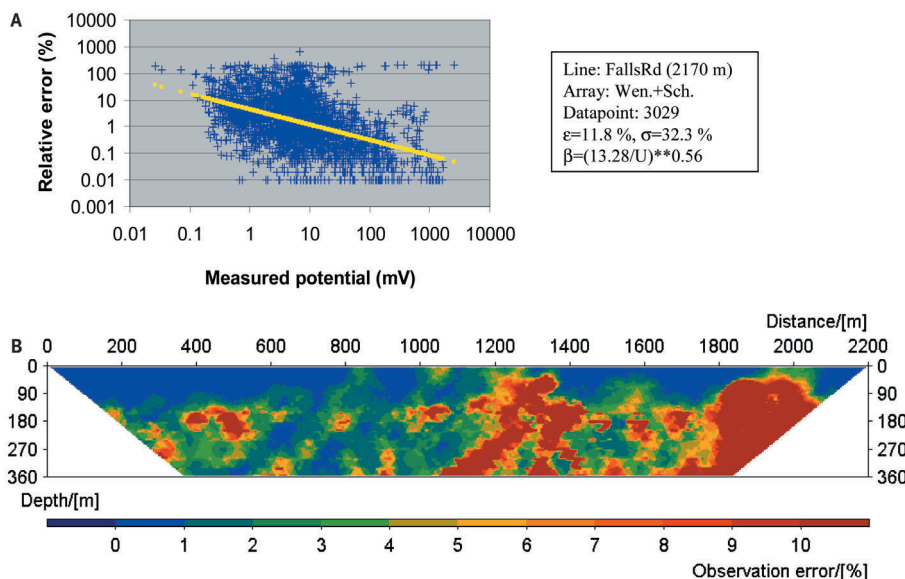 A
Relative error (%)
10000
1000
100
10
1
0.1
0.01
0.001
0.01 0.1 1 10 100 1000 10000
Measured potential (mV)
Line: FallsRd (2170 m)
Array: Wen.+Sch.
Datapoint: 3029
ε=11.8 %, σ=32.3 %
β=(13.28/U)**0.56
Distance/[m]
B
0 200 400 600 800 1000 1200 1400 1600 1800 2000 2200
0 0
90 90
180 180
270 270
360 360
Depth/[m]
0 1 2 3 4 5 6 7 8 9 10
Observation error/[%]